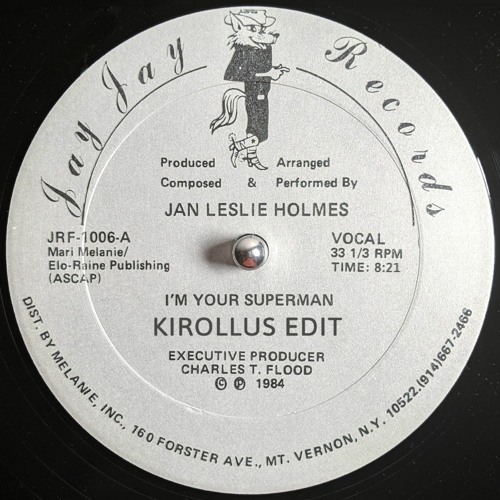 Jay Jay Records
Produced & Arranged
Composed & Performed By
JAN LESLIE HOLMES
JRF-1006-A
Mari Melanie/
Elo-Raine Publishing
(ASCAP)
VOCAL
33 1/3 RPM
TIME: 8:21
I'M YOUR SUPERMAN
KIROLLUS EDIT
EXECUTIVE PRODUCER
CHARLES T. FLOOD
© ℗ 1984
DIST. BY MELANIE, INC., 160 FORSTER AVE., MT. VERNON, N.Y. 10522.(914)667-2466